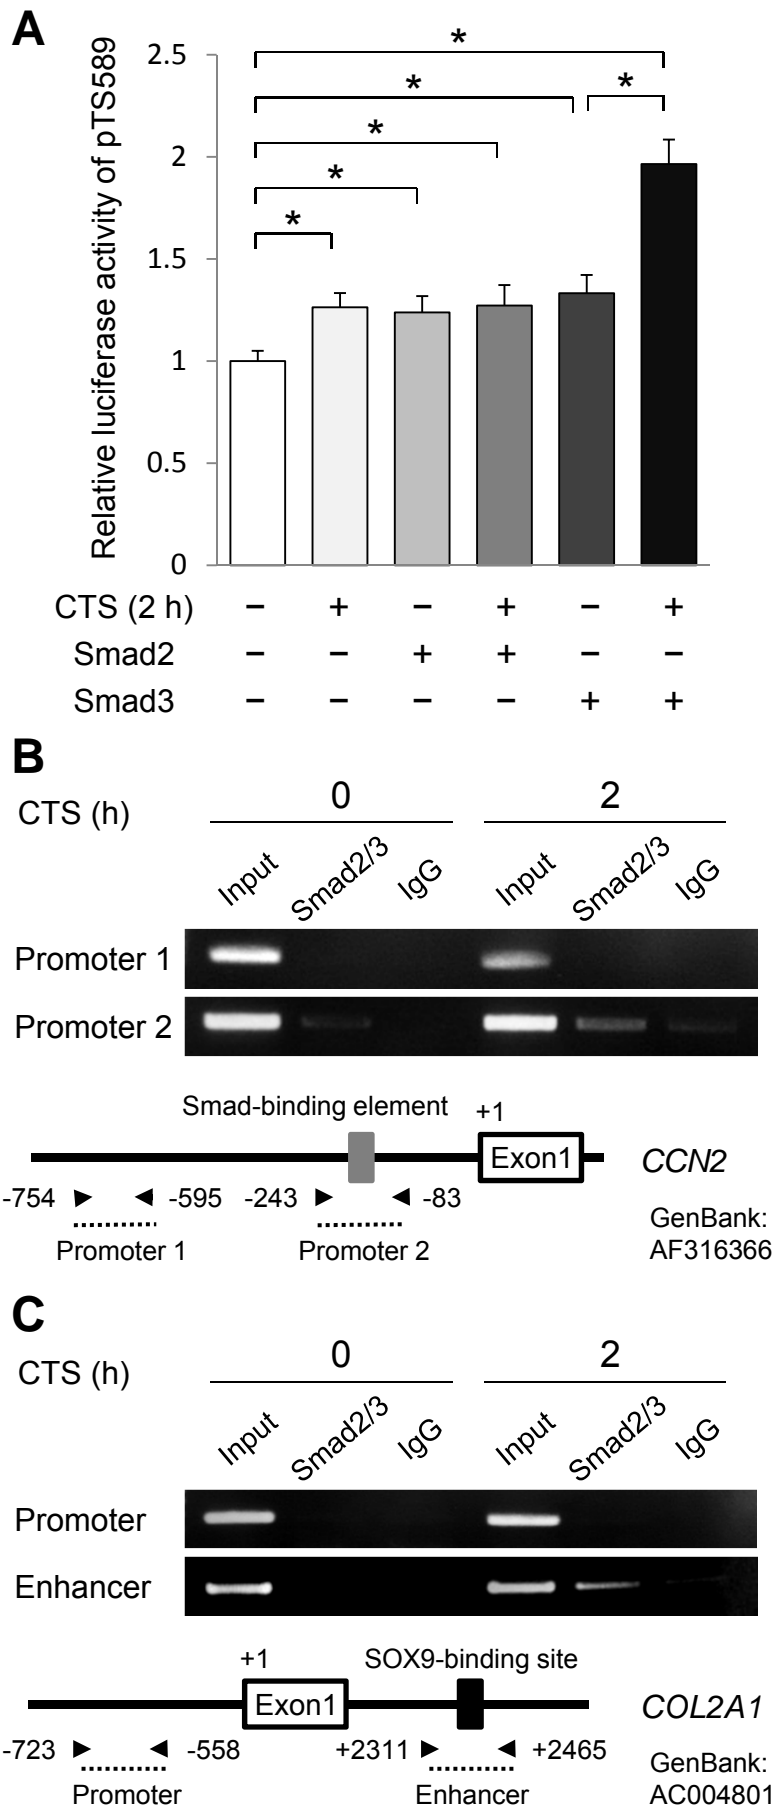 A
Relative luciferase activity of pTS589
2.5
2
1.5
1
0.5
0
*
*
*
*
*
*
CTS (2 h) − + − + − +
Smad2 − − + + − −
Smad3 − − − − + +
B
CTS (h) 0 2
Input Smad2/3 IgG Input Smad2/3 IgG
Promoter 1
Promoter 2
Smad-binding element +1
Exon1 CCN2
-754 -595 -243 -83
Promoter 1 Promoter 2
GenBank:
AF316366
C
CTS (h) 0 2
Input Smad2/3 IgG Input Smad2/3 IgG
Promoter
Enhancer
+1 SOX9-binding site
Exon1 COL2A1
-723 -558 +2311 +2465
Promoter Enhancer
GenBank:
AC004801